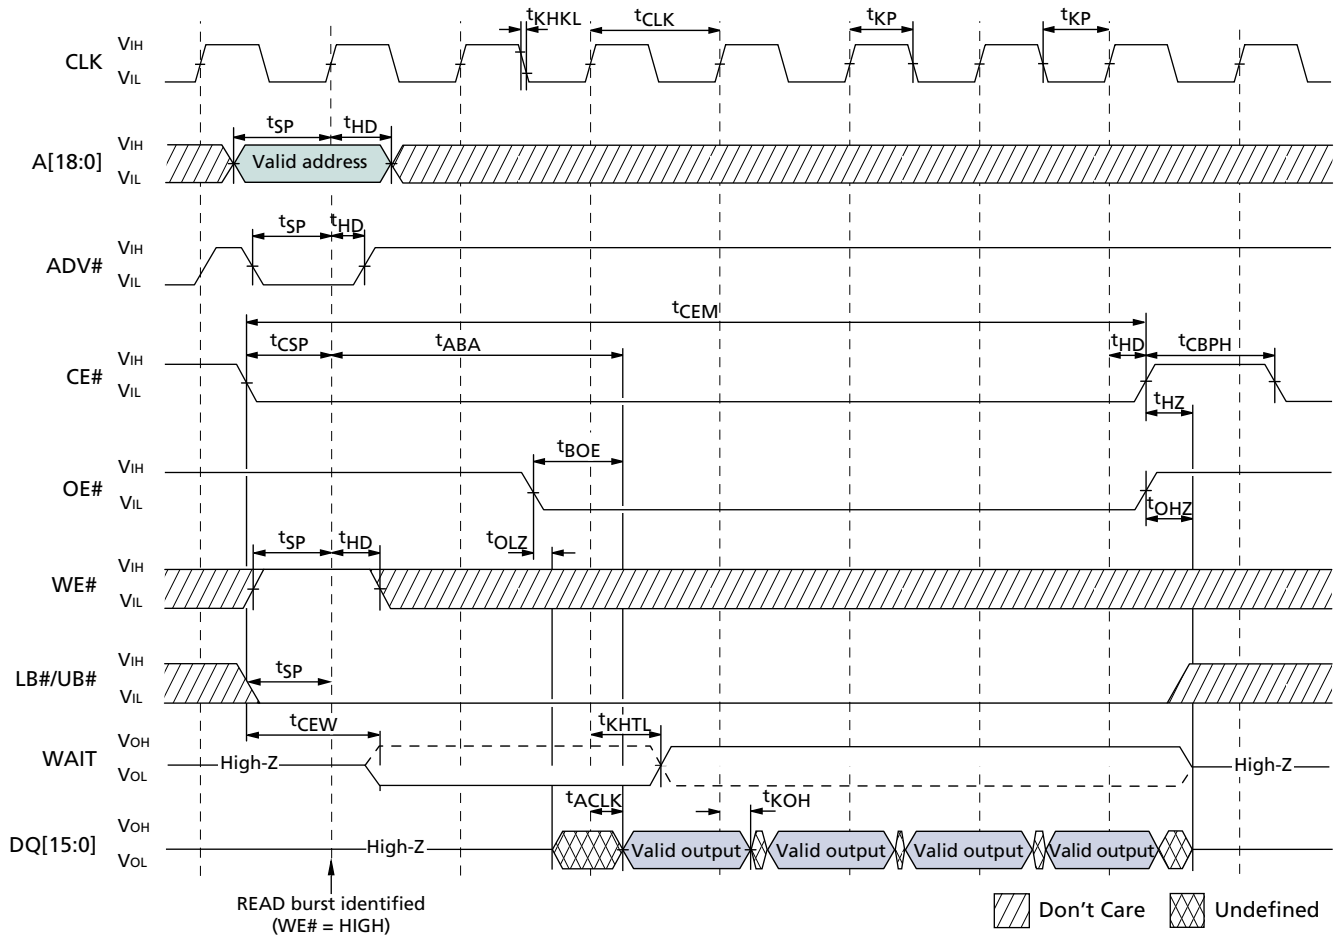 tKHKL tCLK tKP tKP
CLK VIH
VIL
tSP tHD
A[18:0] VIH
VIL
Valid address
tSP tHD
ADV# VIH
VIL
tCEM
tCSP tABA tHD tCBPH
CE# VIH
VIL
tHZ
tBOE
OE# VIH
VIL
tOHZ
tSP tHD tOLZ
WE# VIH
VIL
LB#/UB# VIH
VIL
tSP
tCEW tKHTL
WAIT VOH
VOL
High-Z High-Z
tACLK tKOH
DQ[15:0] VOH
VOL
High-Z Valid output Valid output Valid output Valid output
READ burst identified
(WE# = HIGH)
Don't Care Undefined